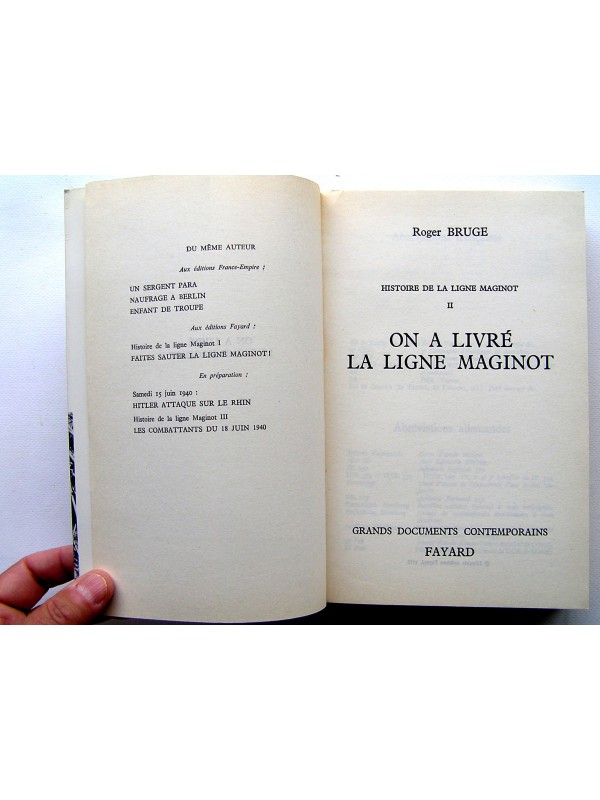 DU MÊME AUTEUR
Aux éditions Franco-Empire :
UN SERGENT PARA
NAUFRAGE A BERLIN
ENFANT DE TROUPE
Aux éditions Fayard :
Histoire de la ligne Maginot I
FAITES SAUTER LA LIGNE MAGINOT !
En préparation :
Samedi 15 juin 1940 :
HITLER ATTAQUE SUR LE RHIN
Histoire de la ligne Maginot III
LES COMBATTANTS DU 18 JUIN 1940
Roger BRUGE
HISTOIRE DE LA LIGNE MAGINOT
II
ON A LIVRÉ
LA LIGNE MAGINOT
GRANDS DOCUMENTS CONTEMPORAINS
FAYARD